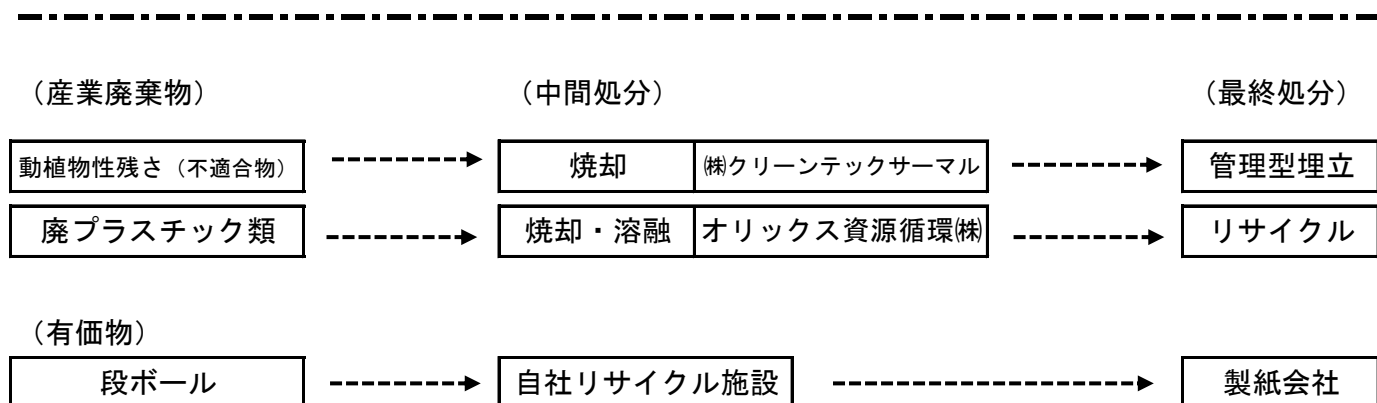 （産業廃棄物） （中間処分） （最終処分）
動植物性残さ（不適合物） 焼却 ㈱クリーンテックサーマル 管理型埋立
廃プラスチック類 焼却・溶融 オリックス資源循環㈱ リサイクル
（有価物）
段ボール 自社リサイクル施設 製紙会社